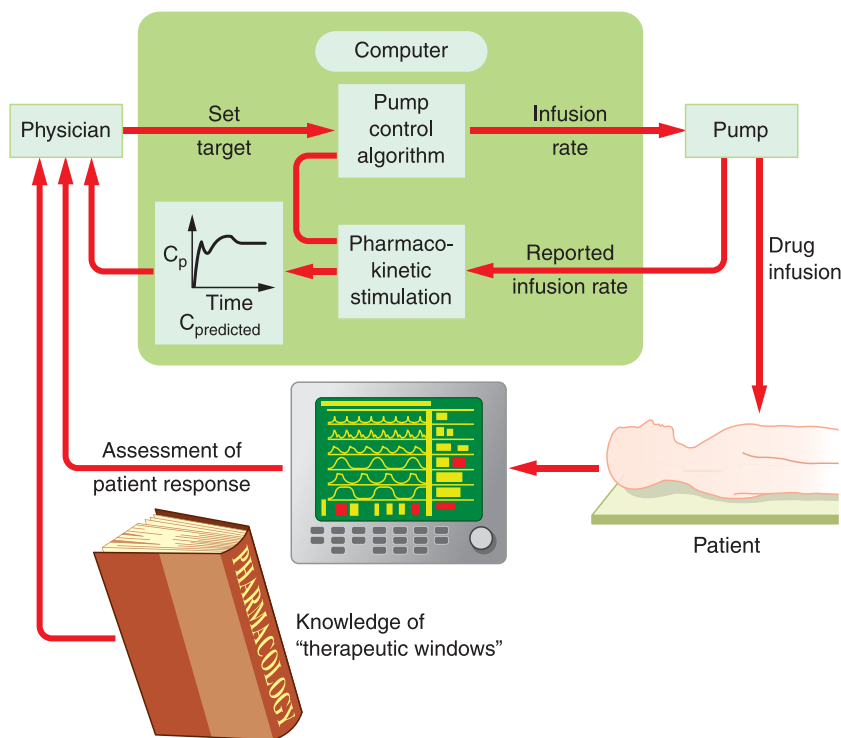 Computer
Physician
Set
target
Pump
control
algorithm
Infusion
rate
Pump
Cp
Time
Cpredicted
Pharmaco-
kinetic
stimulation
Reported
infusion rate
Drug
infusion
Assessment of
patient response
Patient
PHARMACOLOGY
Knowledge of
“therapeutic windows”